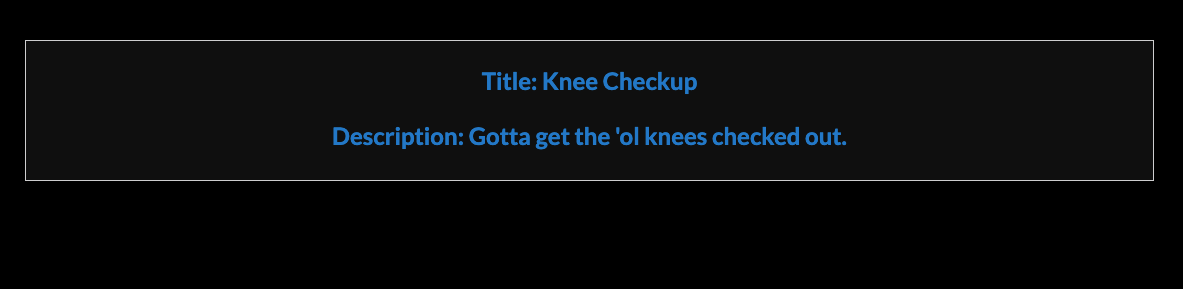 Title: Knee Checkup
Description: Gotta get the 'ol knees checked out.